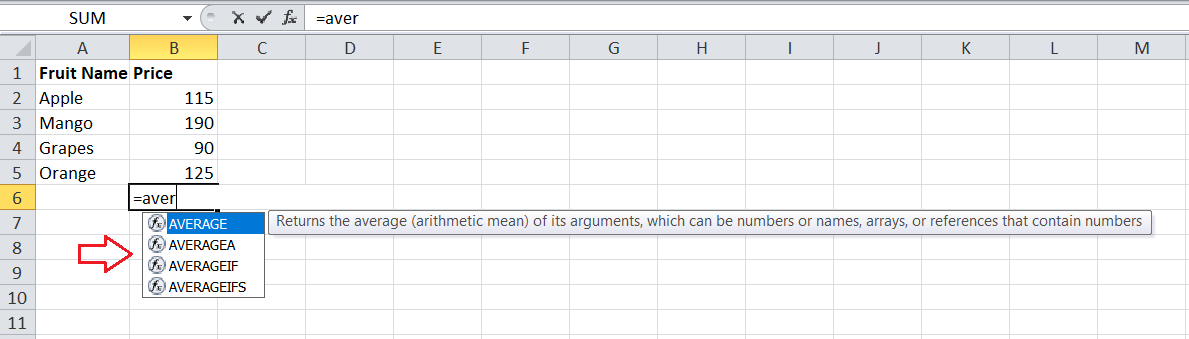 SUM =aver
A B C D E F G H I J K L M
1 Fruit Name Price
2 Apple 115
3 Mango 190
4 Grapes 90
5 Orange 125
6 =aver
7 AVERAGE Returns the average (arithmetic mean) of its arguments, which can be numbers or names, arrays, or references that contain numbers
8 AVERAGEA
9 AVERAGEIF
10 AVERAGEIFS
11